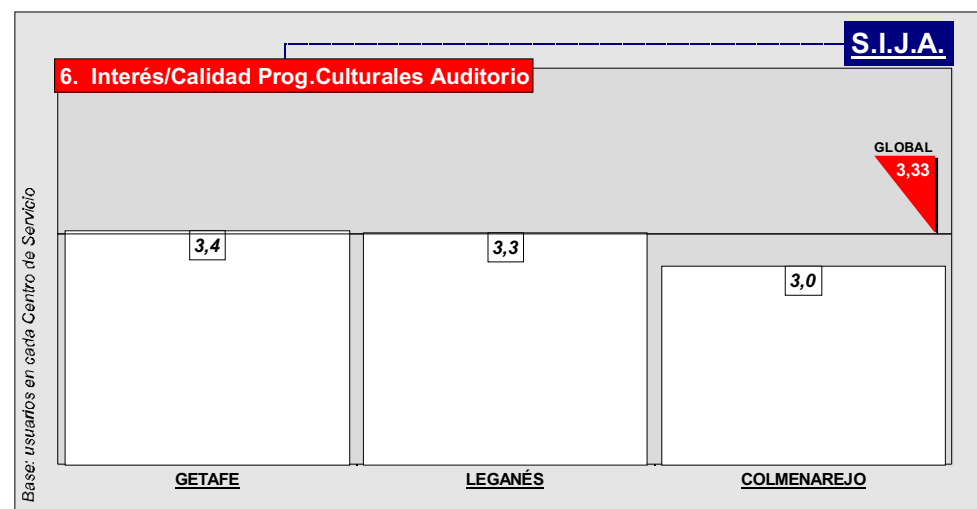 S.I.J.A.
6. Interés/Calidad Prog.Culturales Auditorio
GLOBAL
3,33
3,4
3,3
3,0
Base: usuarios en cada Centro de Servicio
GETAFE
LEGANÉS
COLMENAREJO